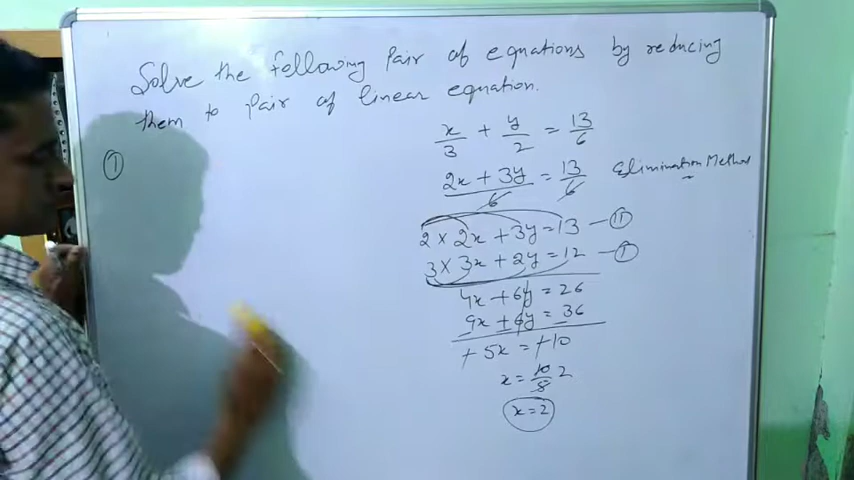 Solve the following Pair of equations by reducing
them to Pair of linear equation.
①
x/3 + y/2 = 13/6
2x + 3y / 6 = 13/6 Elimination Method
2 × 2x + 3y = 13 — ⑪
3 × 3x + 2y = 12 — ①
4x + 6y = 26
9x + 6y = 36
− − −
+ 5x = + 10
x = 10/5 2
x = 2